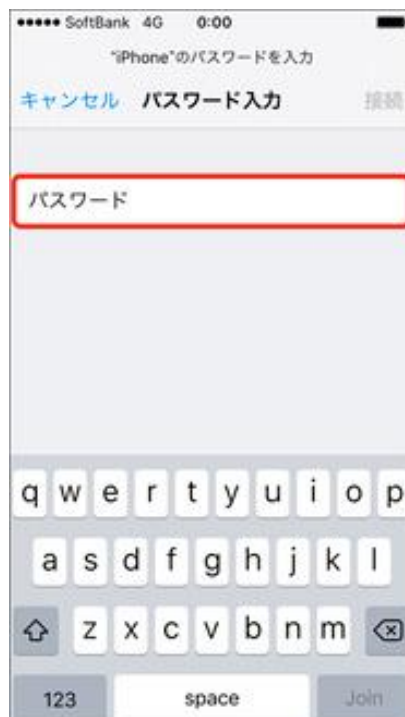 SoftBank 4G 0:00
"iPhone"のパスワードを入力
キャンセル パスワード入力 接続
パスワード
q w e r t y u i o p
a s d f g h j k l
z x c v b n m
123 space Join